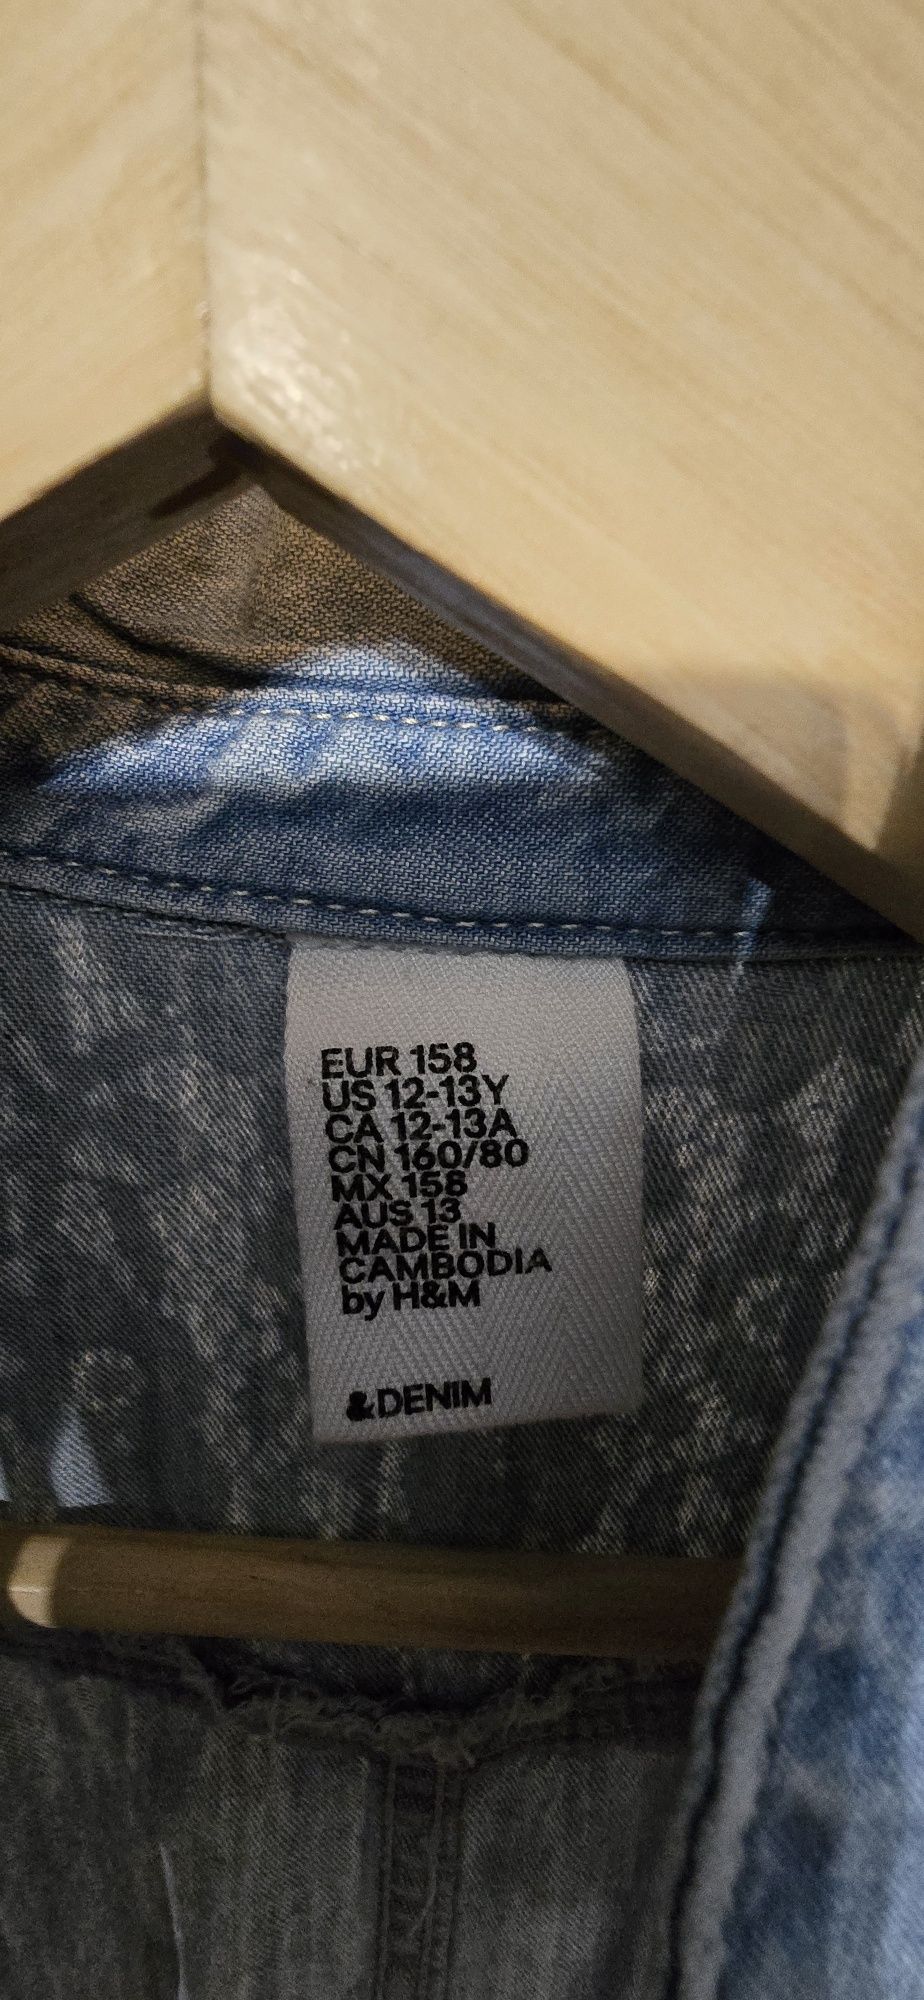 EUR 158
US 12-13Y
CA 12-13A
CN 160/80
MX 158
AUS 13
MADE IN
CAMBODIA
by H&M
&DENIM